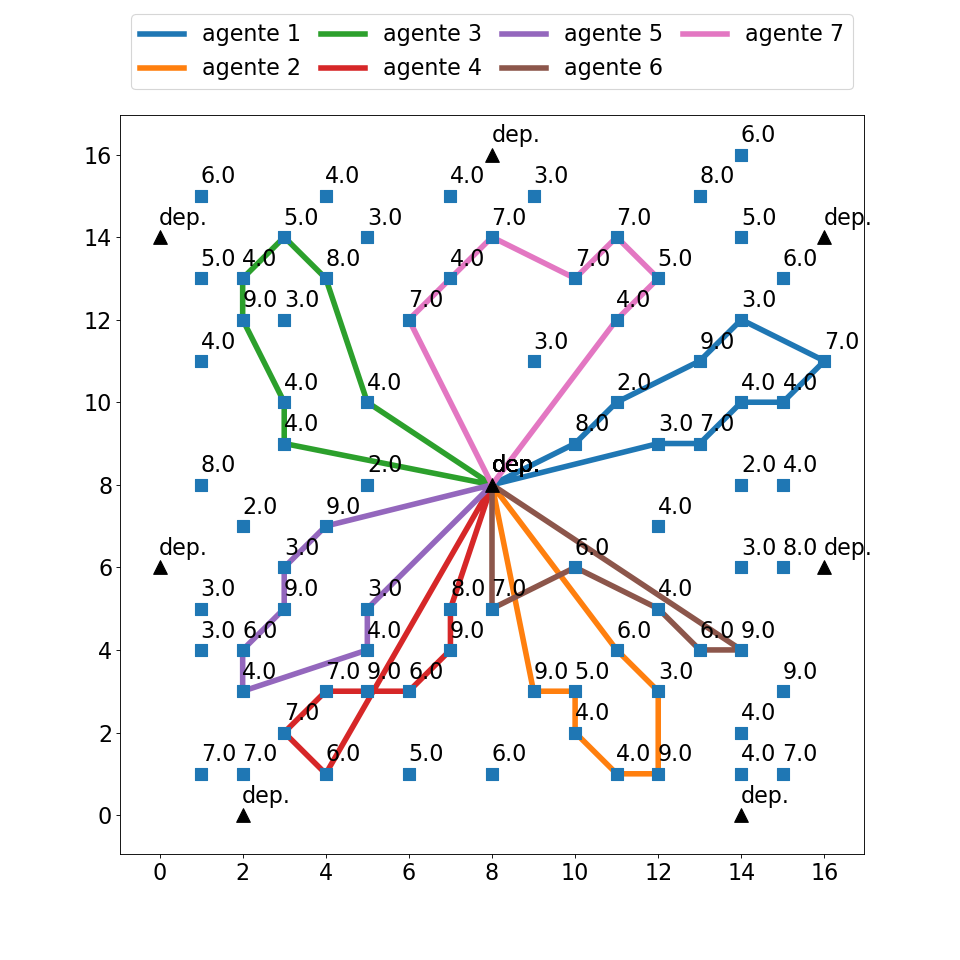 agente 1 agente 3 agente 5 agente 7
agente 2 agente 4 agente 6
6.0
dep.
16
6.0 4.0 4.0 3.0 8.0
dep. 5.0 3.0 7.0 7.0 5.0 dep.
14
5.0 4.0 8.0 4.0 7.0 5.0 6.0
9.0 3.0 7.0 4.0 3.0
12
4.0 3.0 9.0 7.0
4.0 4.0 2.0 4.0 4.0
10
4.0 8.0 3.0 7.0
8.0 2.0 dep. 2.0 4.0
8
2.0 9.0 4.0
dep. 3.0 6.0 3.0 8.0 dep.
6
3.0 9.0 3.0 8.0 7.0 4.0
3.0 6.0 4.0 9.0 6.0 6.0 9.0
4
4.0 7.0 9.0 6.0 9.0 5.0 3.0 9.0
7.0 4.0 4.0
2
7.0 7.0 6.0 5.0 6.0 4.0 9.0 4.0 7.0
dep. dep.
0
0 2 4 6 8 10 12 14 16